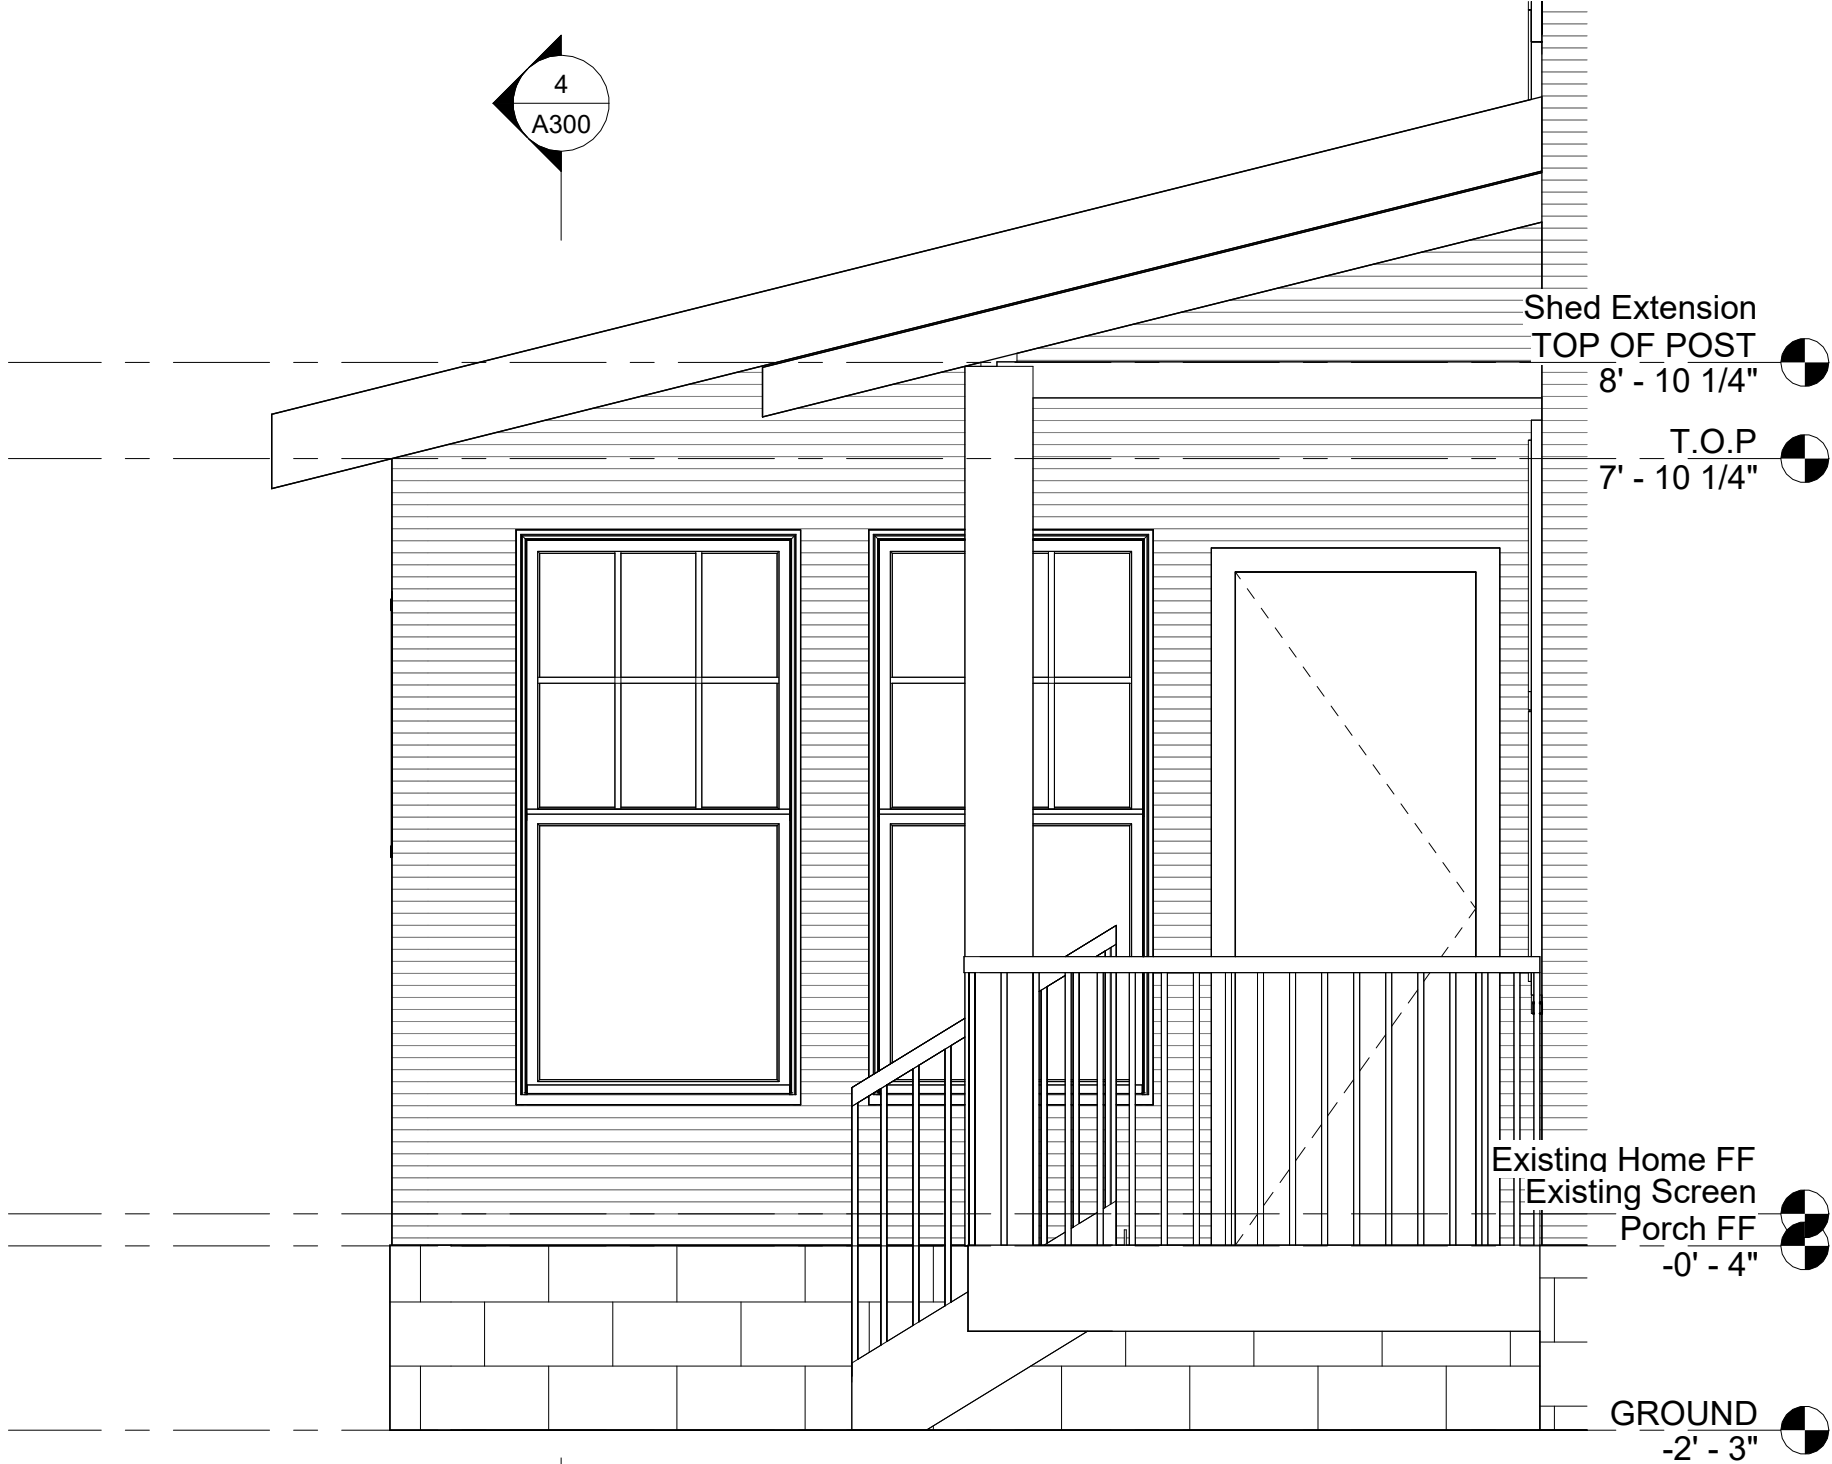 4
A300
Shed Extension
TOP OF POST
8' - 10 1/4"
T.O.P
7' - 10 1/4"
Existing Home FF
Existing Screen
Porch FF
-0' - 4"
GROUND
-2' - 3"